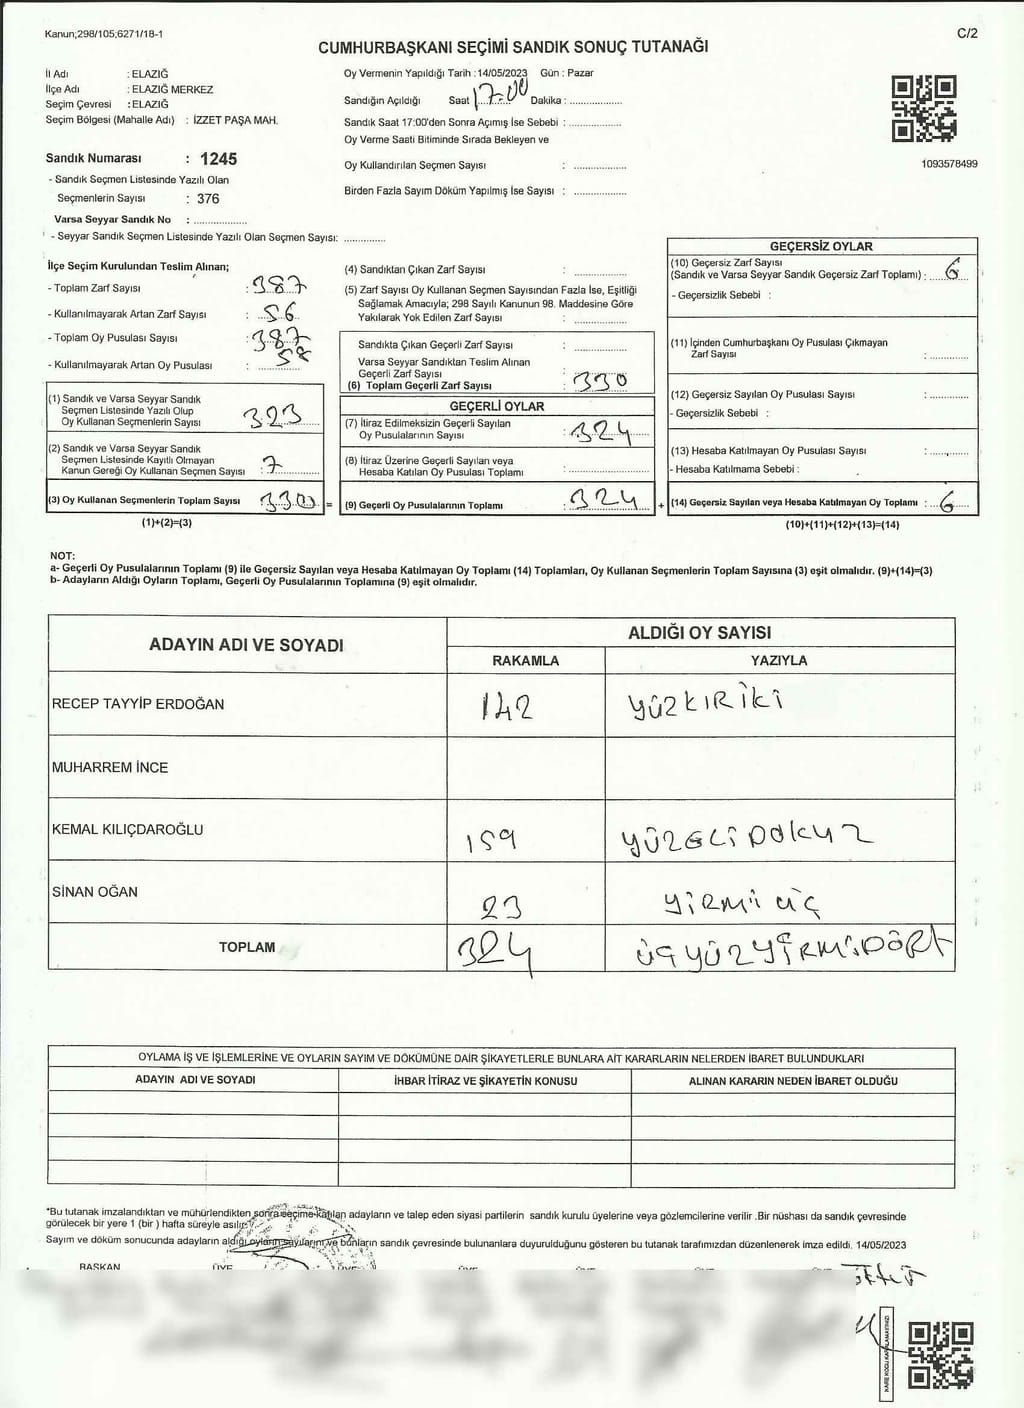 Kanun;298/105;6271/18-1
C/2
CUMHURBAŞKANI SEÇİMİ SANDIK SONUÇ TUTANAĞI
İl Adı : ELAZIĞ
İlçe Adı : ELAZIĞ MERKEZ
Seçim Çevresi : ELAZIĞ
Seçim Bölgesi (Mahalle Adı) : İZZET PAŞA MAH.
Sandık Numarası : 1245
- Sandık Seçmen Listesinde Yazılı Olan
Seçmenlerin Sayısı : 376
Varsa Seyyar Sandık No : ....................
- Seyyar Sandık Seçmen Listesinde Yazılı Olan Seçmen Sayısı: ...............
Oy Vermenin Yapıldığı Tarih : 14/05/2023 Gün : Pazar
Sandığın Açıldığı Saat 17.00 Dakika : ...................
Sandık Saat 17:00'den Sonra Açımış İse Sebebi : ...................
Oy Verme Saati Bitiminde Sırada Bekleyen ve
Oy Kullandırılan Seçmen Sayısı : ...................
Birden Fazla Sayım Döküm Yapılmış İse Sayısı : ...................
1093578499
İlçe Seçim Kurulundan Teslim Alınan;
- Toplam Zarf Sayısı : 387
- Kullanılmayarak Artan Zarf Sayısı : 56
- Toplam Oy Pusulası Sayısı : 387
- Kullanılmayarak Artan Oy Pusulası : 58
(1) Sandık ve Varsa Seyyar Sandık
Seçmen Listesinde Yazılı Olup
Oy Kullanan Seçmenlerin Sayısı : 323
(2) Sandık ve Varsa Seyyar Sandık
Seçmen Listesinde Kayıtlı Olmayan
Kanun Gereği Oy Kullanan Seçmen Sayısı : 7
(3) Oy Kullanan Seçmenlerin Toplam Sayısı : 330 =
(1)+(2)=(3)
(4) Sandıktan Çıkan Zarf Sayısı : ...................
(5) Zarf Sayısı Oy Kullanan Seçmen Sayısından Fazla İse, Eşitliği
Sağlamak Amacıyla; 298 Sayılı Kanunun 98. Maddesine Göre
Yakılarak Yok Edilen Zarf Sayısı : ...................
Sandıkta Çıkan Geçerli Zarf Sayısı : ...................
Varsa Seyyar Sandıktan Teslim Alınan
Geçerli Zarf Sayısı :
(6) Toplam Geçerli Zarf Sayısı : 330
GEÇERLİ OYLAR
(7) İtiraz Edilmeksizin Geçerli Sayılan
Oy Pusulalarının Sayısı : 324
(8) İtiraz Üzerine Geçerli Sayılan veya
Hesaba Katılan Oy Pusulası Toplamı : ...................
(9) Geçerli Oy Pusulalarının Toplamı : 324 +
GEÇERSİZ OYLAR
(10) Geçersiz Zarf Sayısı
(Sandık ve Varsa Seyyar Sandık Geçersiz Zarf Toplamı) : 6
- Geçersizlik Sebebi :
(11) İçinden Cumhurbaşkanı Oy Pusulası Çıkmayan
Zarf Sayısı : ..............
(12) Geçersiz Sayılan Oy Pusulası Sayısı : ..............
- Geçersizlik Sebebi :
(13) Hesaba Katılmayan Oy Pusulası Sayısı : ..............
- Hesaba Katılmama Sebebi :
(14) Geçersiz Sayılan veya Hesaba Katılmayan Oy Toplamı : 6
(10)+(11)+(12)+(13)=(14)
NOT:
a- Geçerli Oy Pusulalarının Toplamı (9) ile Geçersiz Sayılan veya Hesaba Katılmayan Oy Toplamı (14) Toplamları, Oy Kullanan Seçmenlerin Toplam Sayısına (3) eşit olmalıdır. (9)+(14)=(3)
b- Adayların Aldığı Oyların Toplamı, Geçerli Oy Pusulalarının Toplamına (9) eşit olmalıdır.
ADAYIN ADI VE SOYADI ALDIĞI OY SAYISI
RAKAMLA YAZIYLA
RECEP TAYYİP ERDOĞAN 142 YÜZKIRİKİ
MUHARREM İNCE
KEMAL KILIÇDAROĞLU 159 YÜZELİDOKUZ
SİNAN OĞAN 23 YİRMİ ÜÇ
TOPLAM 324 ÜÇYÜZYİRMİDÖRT
OYLAMA İŞ VE İŞLEMLERİNE VE OYLARIN SAYIM VE DÖKÜMÜNE DAİR ŞİKAYETLERLE BUNLARA AİT KARARLARIN NELERDEN İBARET BULUNDUKLARI
ADAYIN ADI VE SOYADI İHBAR İTİRAZ VE ŞİKAYETİN KONUSU ALINAN KARARIN NEDEN İBARET OLDUĞU
*Bu tutanak imzalandıktan ve mühürlendikten sonra seçime katılan adayların ve talep eden siyasi partilerin sandık kurulu üyelerine veya gözlemcilerine verilir .Bir nüshası da sandık çevresinde
görülecek bir yere 1 (bir ) hafta süreyle asılır.
Sayım ve döküm sonucunda adayların aldığı oyların sayılarını ve bunların sandık çevresinde bulunanlara duyurulduğunu gösteren bu tutanak tarafımızdan düzenlenerek imza edildi. 14/05/2023
BAŞKAN ÜYE ÜYE ÜYE ÜYE ÜYE
KARE KODU KARALAMAYINIZ!